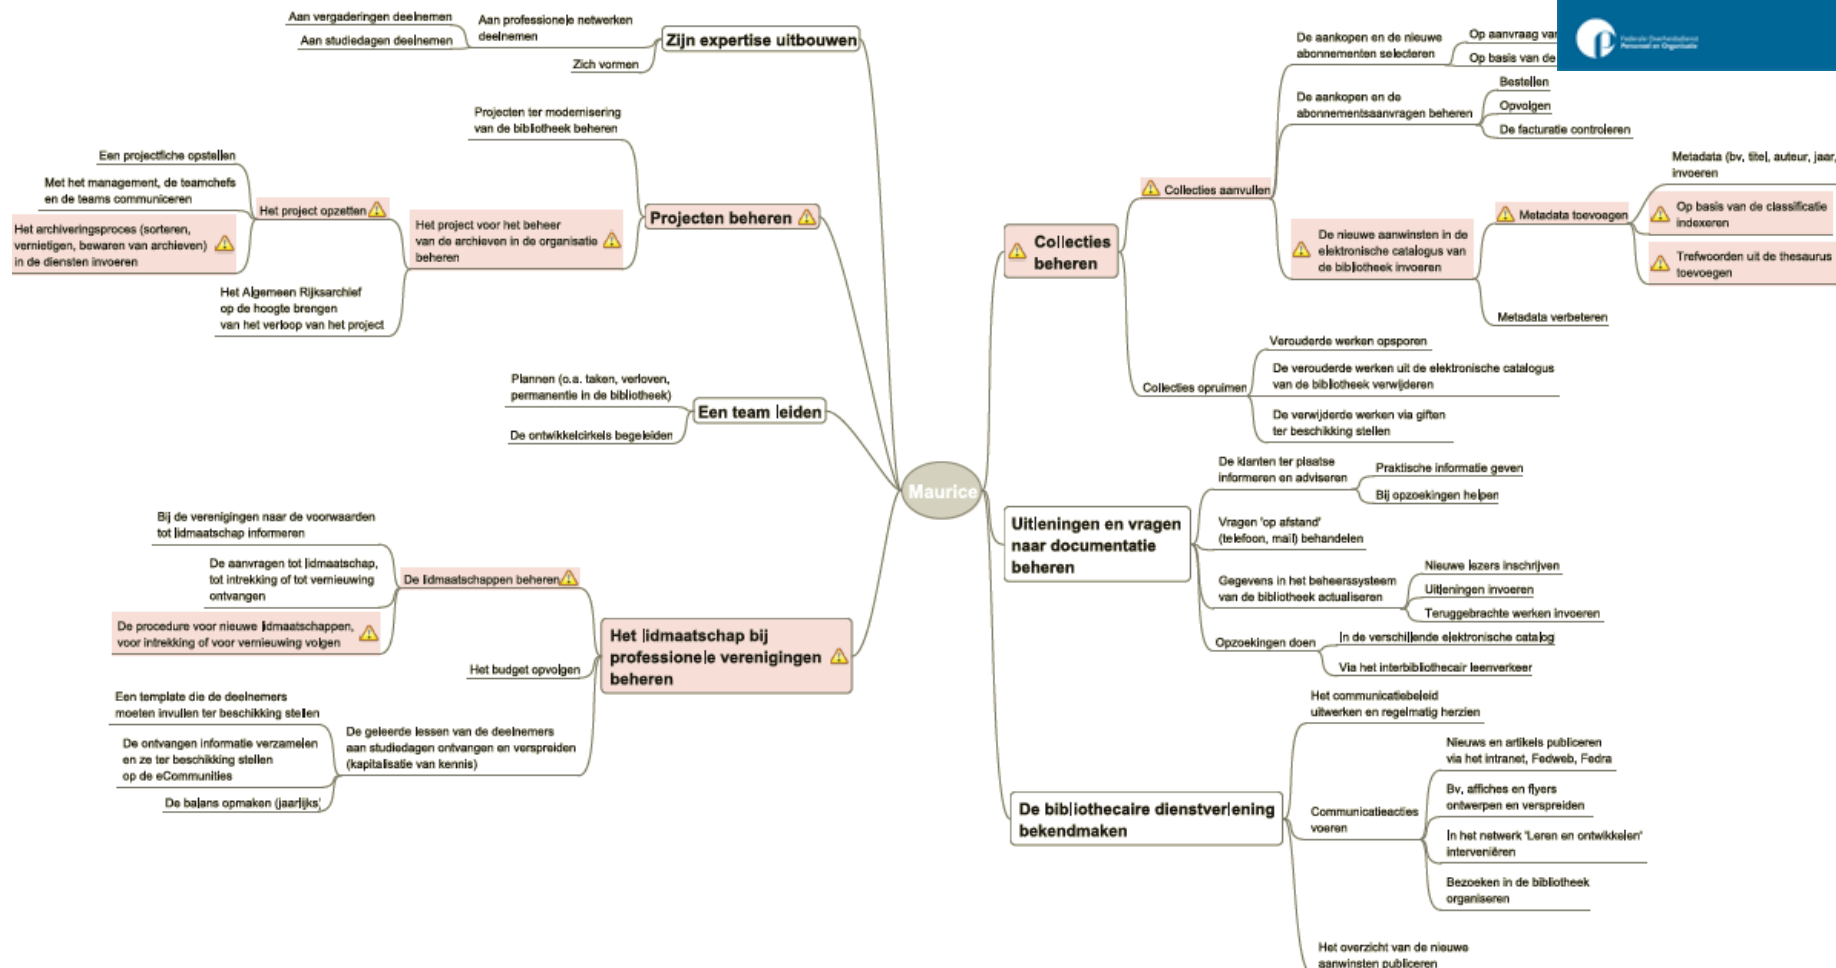 Aan vergaderingen deelnemen
Aan studiedagen deelnemen
Aan professionele netwerken
deelnemen
Zich vormen
Zijn expertise uitbouwen
Projecten ter modernisering
van de bibliotheek beheren
Een projectfiche opstellen
Met het management, de teamchefs
en de teams communiceren
Het archiveringsproces (sorteren,
vernietigen, bewaren van archieven)
in de diensten invoeren
Het project opzetten
Het Algemeen Rijksarchief
op de hoogte brengen
van het verloop van het project
Het project voor het beheer
van de archieven in de organisatie
beheren
Projecten beheren
Plannen (o.a. taken, verloven,
permanentie in de bibliotheek)
De ontwikkelcirkels begeleiden
Een team leiden
Bij de verenigingen naar de voorwaarden
tot lidmaatschap informeren
De aanvragen tot lidmaatschap,
tot intrekking of tot vernieuwing
ontvangen
De procedure voor nieuwe lidmaatschappen,
voor intrekking of voor vernieuwing volgen
De lidmaatschappen beheren
Het budget opvolgen
Een template die de deelnemers
moeten invullen ter beschikking stellen
De ontvangen informatie verzamelen
en ze ter beschikking stellen
op de eCommunities
De balans opmaken (jaarlijks)
De geleerde lessen van de deelnemers
aan studiedagen ontvangen en verspreiden
(kapitalisatie van kennis)
Het lidmaatschap bij
professionele verenigingen
beheren
Maurice
Collecties
beheren
Collecties aanvullen
De aankopen en de nieuwe
abonnementen selecteren
Op aanvraag
Op basis van de
Federale Overheidsdienst
Personeel en Organisatie
De aankopen en de
abonnementsaanvragen beheren
Bestellen
Opvolgen
De facturatie controleren
De nieuwe aanwinsten in de
elektronische catalogus van
de bibliotheek invoeren
Metadata toevoegen
Metadata (bv, titel, auteur, jaar,
invoeren
Op basis van de classificatie
indexeren
Trefwoorden uit de thesaurus
toevoegen
Metadata verbeteren
Collecties opruimen
Verouderde werken opsporen
De verouderde werken uit de elektronische catalogus
van de bibliotheek verwijderen
De verwijderde werken via giften
ter beschikking stellen
Uitleningen en vragen
naar documentatie
beheren
De klanten ter plaatse
informeren en adviseren
Praktische informatie geven
Bij opzoekingen helpen
Vragen 'op afstand'
(telefoon, mail) behandelen
Gegevens in het beheerssysteem
van de bibliotheek actualiseren
Nieuwe lezers inschrijven
Uitleningen invoeren
Teruggebrachte werken invoeren
Opzoekingen doen
In de verschillende elektronische catalog
Via het interbibliothecair leenverkeer
De bibliothecaire dienstverlening
bekendmaken
Het communicatiebeleid
uitwerken en regelmatig herzien
Communicatieacties
voeren
Nieuws en artikels publiceren
via het intranet, Fedweb, Fedra
Bv, affiches en flyers
ontwerpen en verspreiden
In het netwerk 'Leren en ontwikkelen'
interveniëren
Bezoeken in de bibliotheek
organiseren
Het overzicht van de nieuwe
aanwinsten publiceren